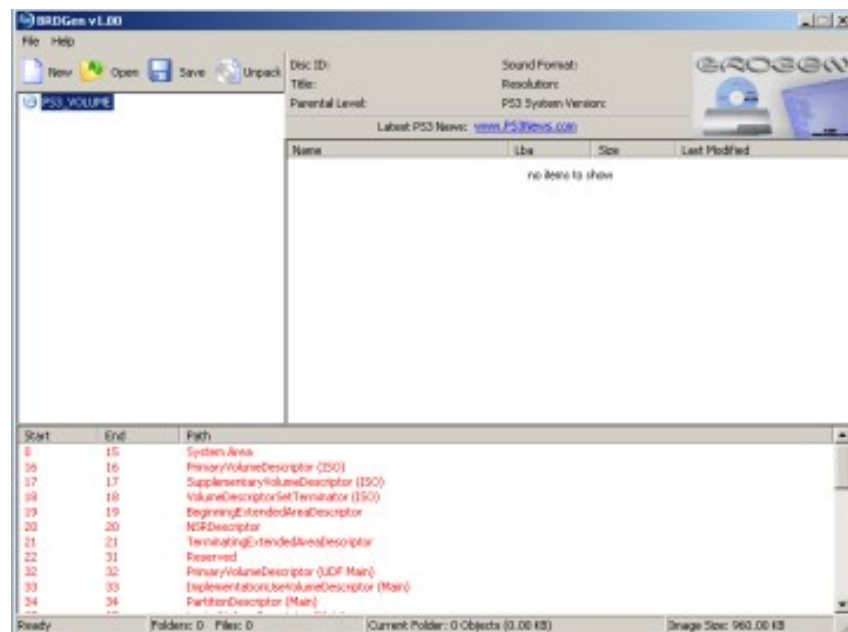 BRDGen v1.00
File Help
New Open Save Unpack
Disc ID: Sound Format:
Title: Resolution:
Parental Level: PS3 System Version:
BRDGEN
Latest PS3 News: www.PS3News.com
PS3_VOLUME
Name Lba Size Last Modified
no items to show
Start End Path
0 15 System Area
16 16 PrimaryVolumeDescriptor (ISO)
17 17 SupplementaryVolumeDescriptor (ISO)
18 18 VolumeDescriptorSetTerminator (ISO)
19 19 BeginningExtendedAreaDescriptor
20 20 NSRDescriptor
21 21 TerminatingExtendedAreaDescriptor
22 31 Reserved
32 32 PrimaryVolumeDescriptor (UDF Main)
33 33 ImplementationUseVolumeDescriptor (Main)
34 34 PartitionDescriptor (Main)
Ready Folders: 0 Files: 0 Current Folder: 0 Objects (0.00 KB) Image Size: 960.00 KB